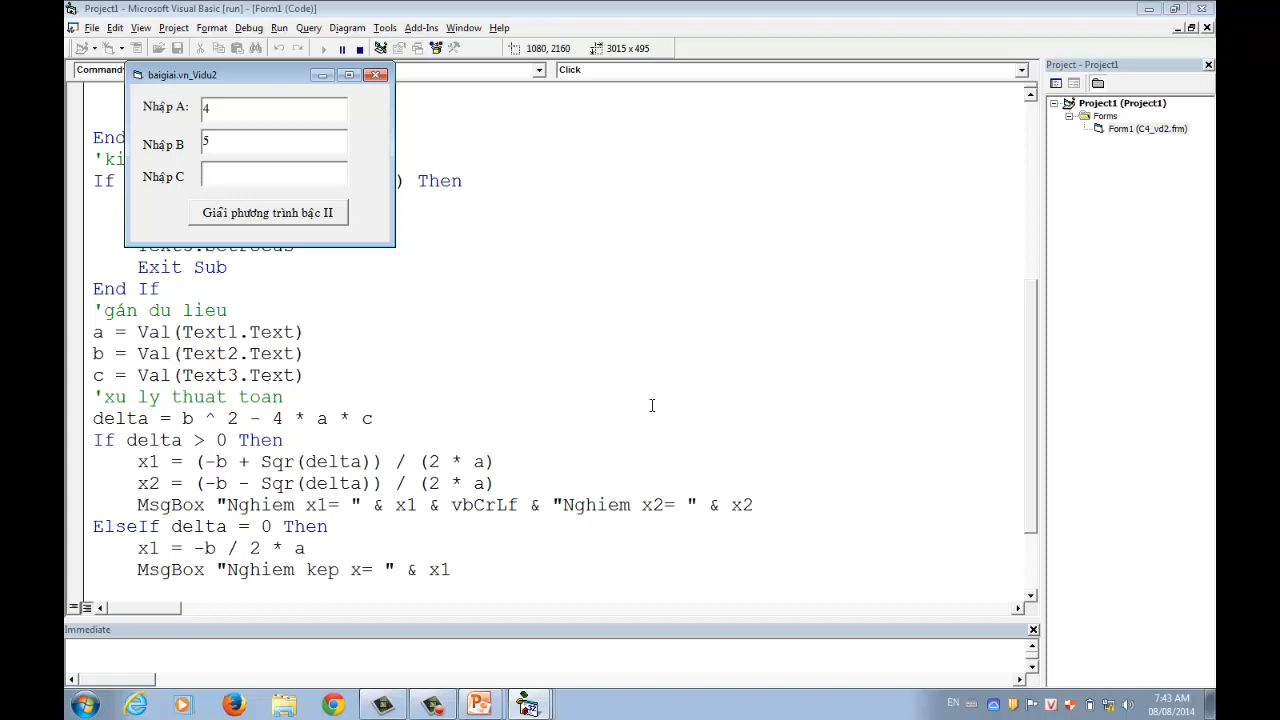 Project1 - Microsoft Visual Basic [run] - [Form1 (Code)]
File Edit View Project Format Debug Run Query Diagram Tools Add-Ins Window Help
1080, 2160 3015 x 495
Command Click
baigiai.vn_Vidu2
Nhập A: 4
Nhập B 5
Nhập C
Giải phương trình bậc II
End
'ki
If ) Then
Exit Sub
End If
'gán du lieu
a = Val(Text1.Text)
b = Val(Text2.Text)
c = Val(Text3.Text)
'xu ly thuat toan
delta = b ^ 2 - 4 * a * c
If delta > 0 Then
x1 = (-b + Sqr(delta)) / (2 * a)
x2 = (-b - Sqr(delta)) / (2 * a)
MsgBox "Nghiem x1= " & x1 & vbCrLf & "Nghiem x2= " & x2
ElseIf delta = 0 Then
x1 = -b / 2 * a
MsgBox "Nghiem kep x= " & x1
Immediate
Project - Project1
Project1 (Project1)
Forms
Form1 (C4_vd2.frm)
EN
7:43 AM
08/08/2014